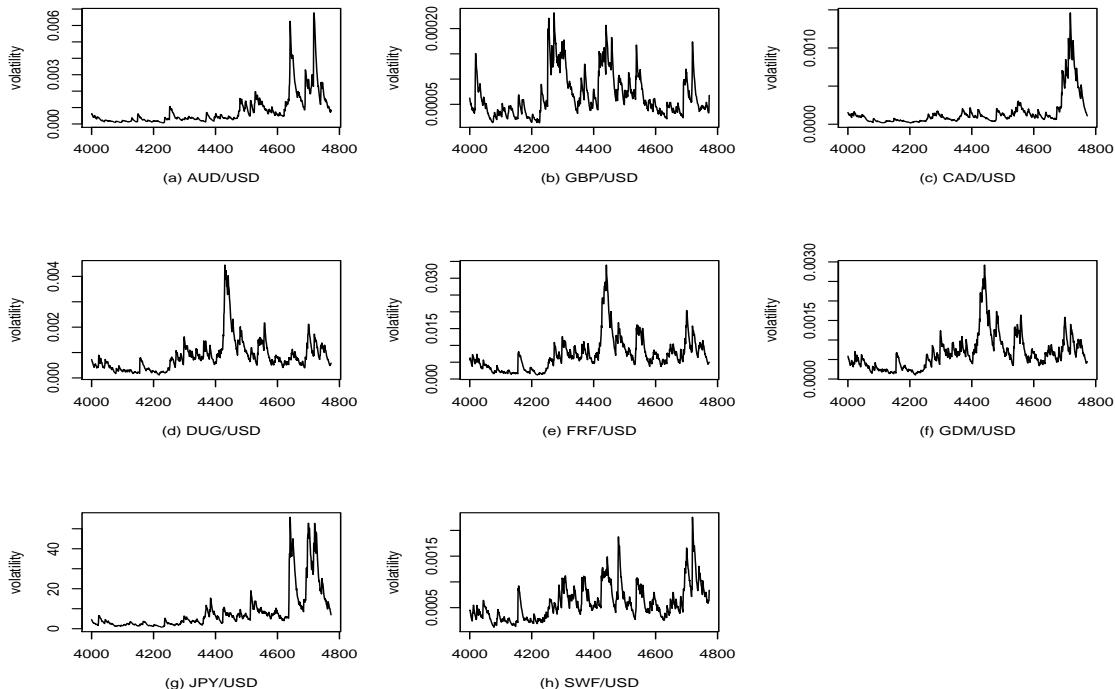 volatility
0.000 0.003 0.006
4000 4200 4400 4600 4800
(a) AUD/USD
volatility
0.00005 0.00020
4000 4200 4400 4600 4800
(b) GBP/USD
volatility
0.0000 0.0010
4000 4200 4400 4600 4800
(c) CAD/USD
volatility
0.000 0.002 0.004
4000 4200 4400 4600 4800
(d) DUG/USD
volatility
0.000 0.015 0.030
4000 4200 4400 4600 4800
(e) FRF/USD
volatility
0.0000 0.0015 0.0030
4000 4200 4400 4600 4800
(f) GDM/USD
volatility
0 20 40
4000 4200 4400 4600 4800
(g) JPY/USD
volatility
0.0005 0.0015
4000 4200 4400 4600 4800
(h) SWF/USD